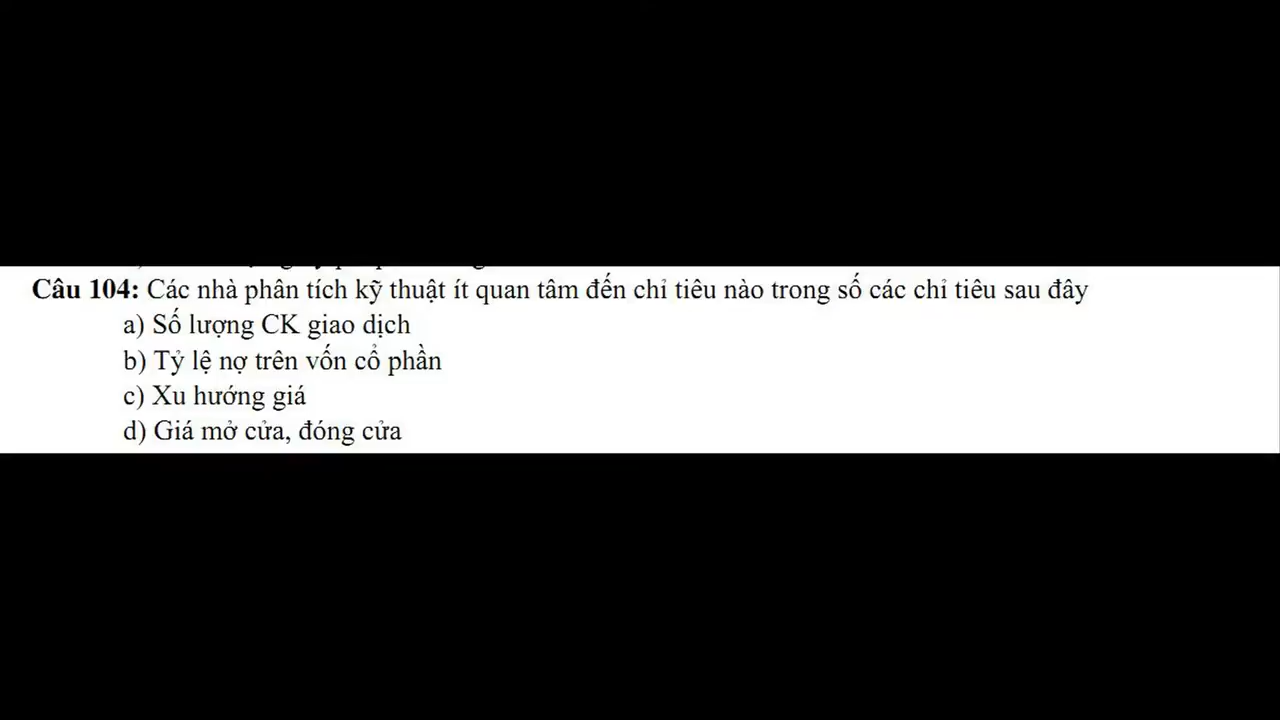 Câu 104: Các nhà phân tích kỹ thuật ít quan tâm đến chỉ tiêu nào trong số các chỉ tiêu sau đây
a) Số lượng CK giao dịch
b) Tỷ lệ nợ trên vốn cổ phần
c) Xu hướng giá
d) Giá mở cửa, đóng cửa